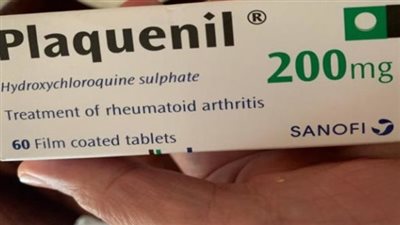 Plaquenil ®
Hydroxychloroquine sulphate
200mg
Treatment of rheumatoid arthritis
60 Film coated tablets
SANOFI